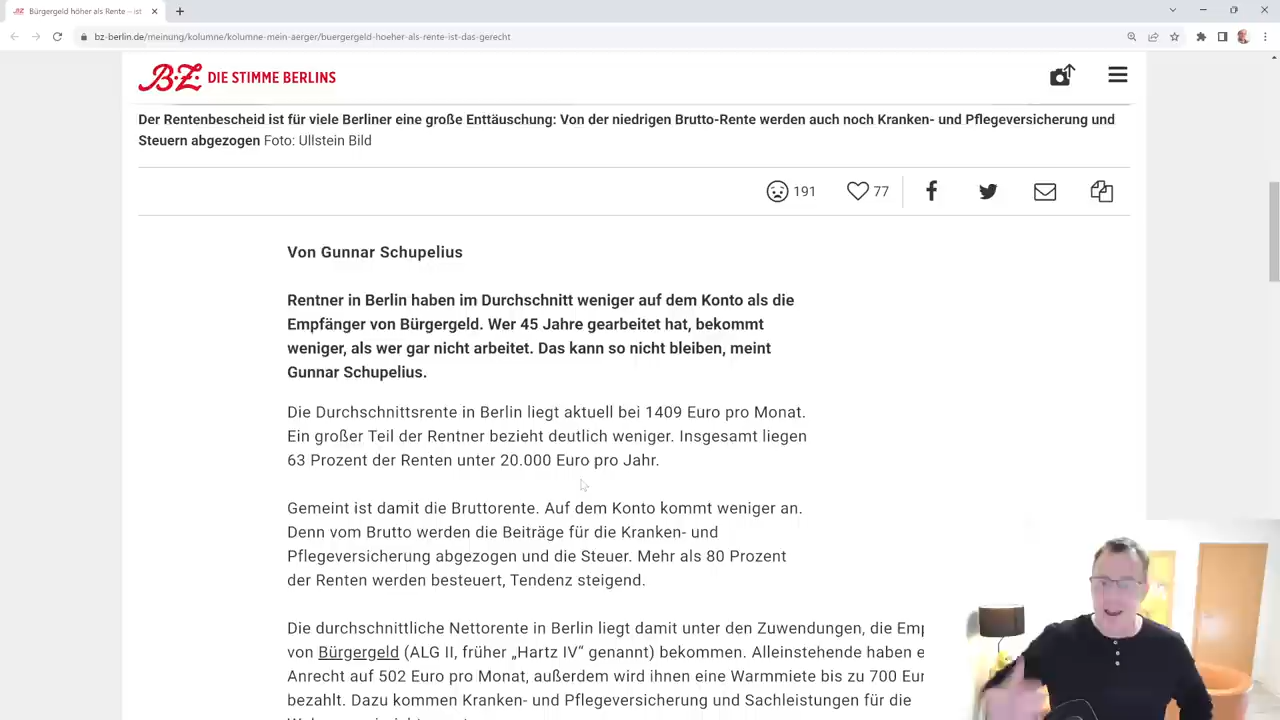 Bürgergeld höher als Rente – ist
bz-berlin.de/meinung/kolumne/kolumne-mein-aerger/buergergeld-hoeher-als-rente-ist-das-gerecht
B.Z. DIE STIMME BERLINS
Der Rentenbescheid ist für viele Berliner eine große Enttäuschung: Von der niedrigen Brutto-Rente werden auch noch Kranken- und Pflegeversicherung und
Steuern abgezogen Foto: Ullstein Bild
191 77
Von Gunnar Schupelius
Rentner in Berlin haben im Durchschnitt weniger auf dem Konto als die
Empfänger von Bürgergeld. Wer 45 Jahre gearbeitet hat, bekommt
weniger, als wer gar nicht arbeitet. Das kann so nicht bleiben, meint
Gunnar Schupelius.
Die Durchschnittsrente in Berlin liegt aktuell bei 1409 Euro pro Monat.
Ein großer Teil der Rentner bezieht deutlich weniger. Insgesamt liegen
63 Prozent der Renten unter 20.000 Euro pro Jahr.
Gemeint ist damit die Bruttorente. Auf dem Konto kommt weniger an.
Denn vom Brutto werden die Beiträge für die Kranken- und
Pflegeversicherung abgezogen und die Steuer. Mehr als 80 Prozent
der Renten werden besteuert, Tendenz steigend.
Die durchschnittliche Nettorente in Berlin liegt damit unter den Zuwendungen, die
von Bürgergeld (ALG II, früher „Hartz IV“ genannt) bekommen. Alleinstehende haben
Anrecht auf 502 Euro pro Monat, außerdem wird ihnen eine Warmmiete bis zu 700
bezahlt. Dazu kommen Kranken- und Pflegeversicherung und Sachleistungen für die